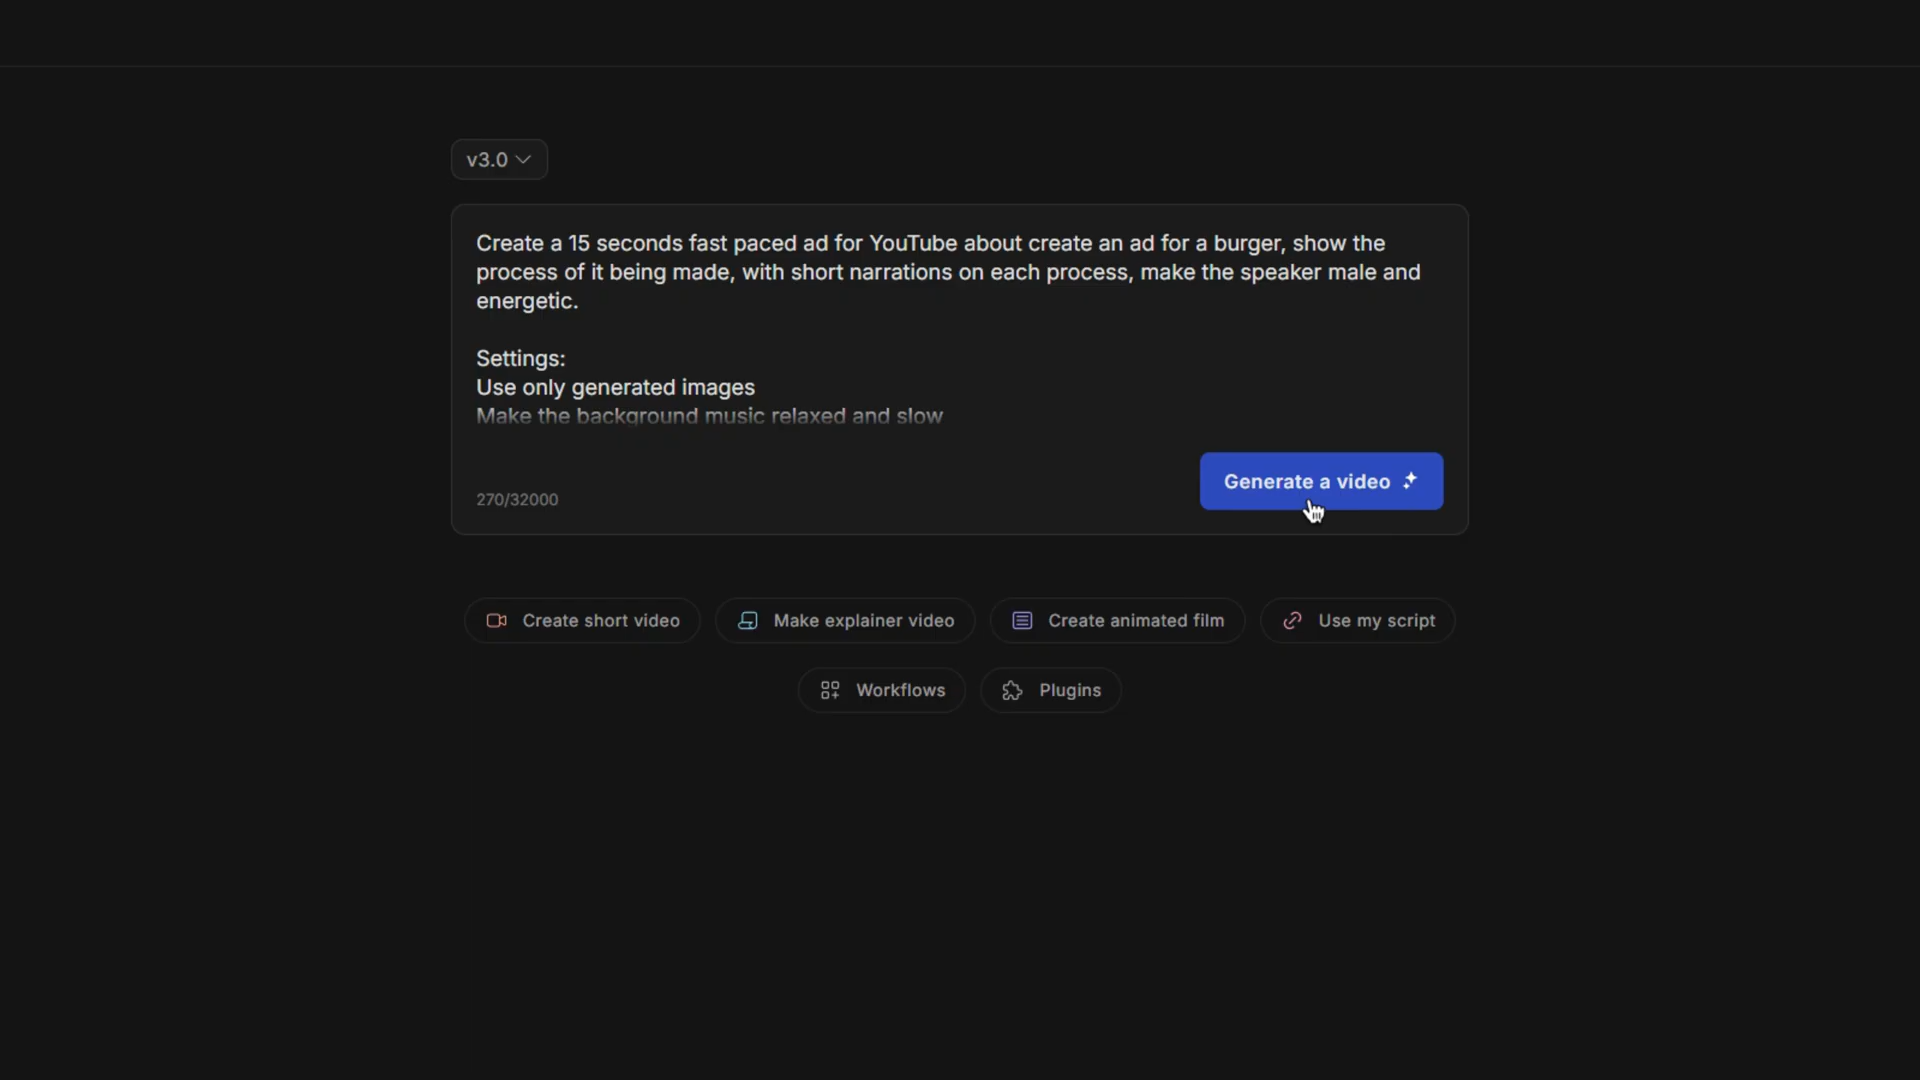 v3.0
Create a 15 seconds fast paced ad for YouTube about create an ad for a burger, show the
process of it being made, with short narrations on each process, make the speaker male and
energetic.
Settings:
Use only generated images
Make the background music relaxed and slow
Generate a video
270/32000
Create short video
Make explainer video
Create animated film
Use my script
Workflows
Plugins